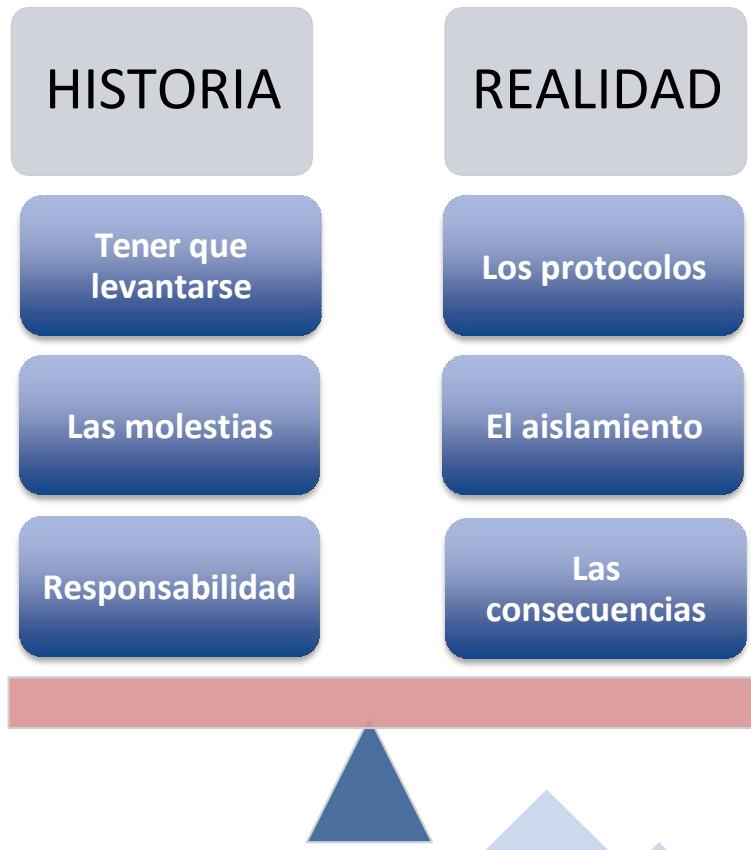 HISTORIA
Tener que
levantarse
Las molestias
Responsabilidad
REALIDAD
Los protocolos
El aislamiento
Las
consecuencias